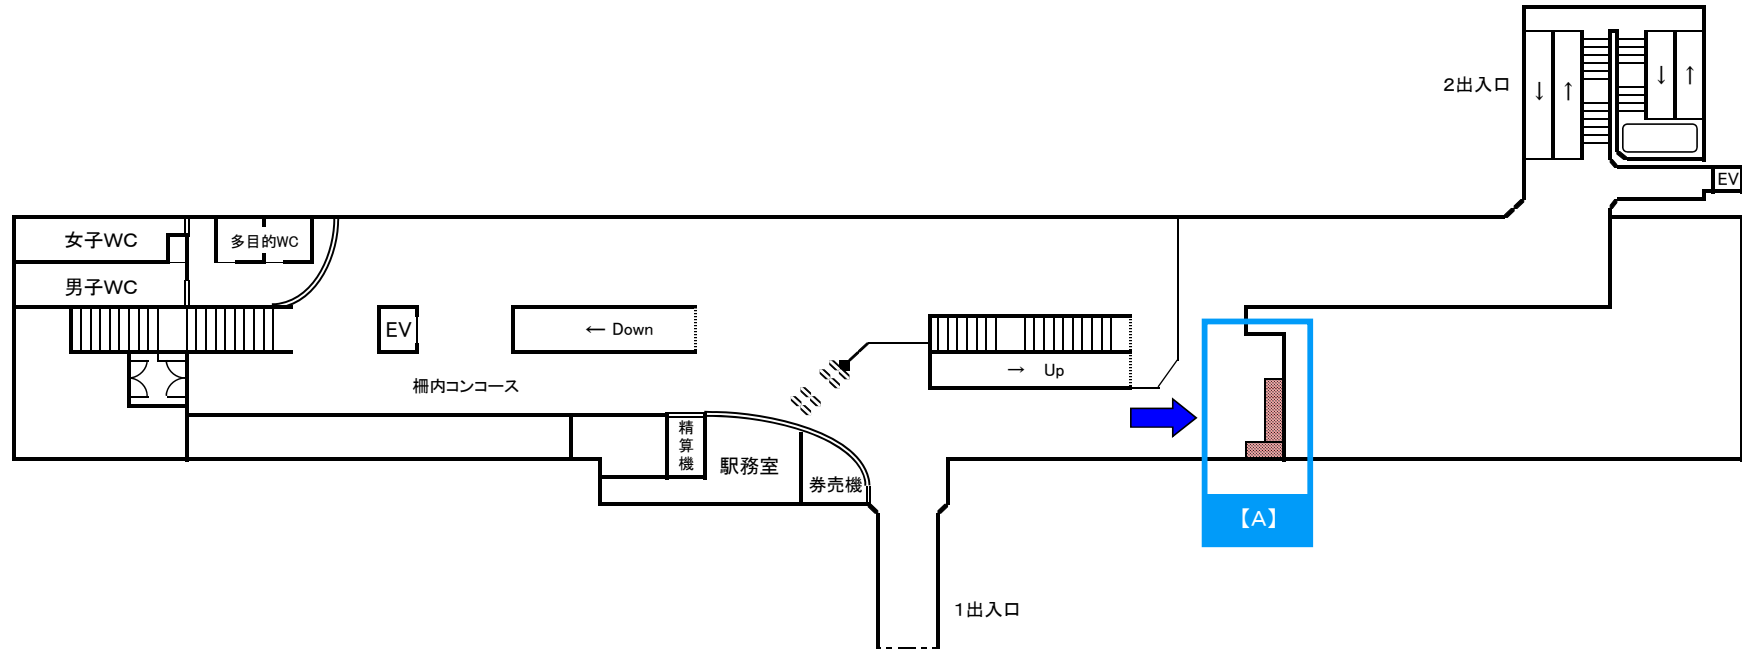 2出入口
↓ ↑
↓ ↑
EV
女子WC
多目的WC
男子WC
EV
← Down
→ Up
柵内コンコース
精算機
駅務室
券売機
【A】
1出入口